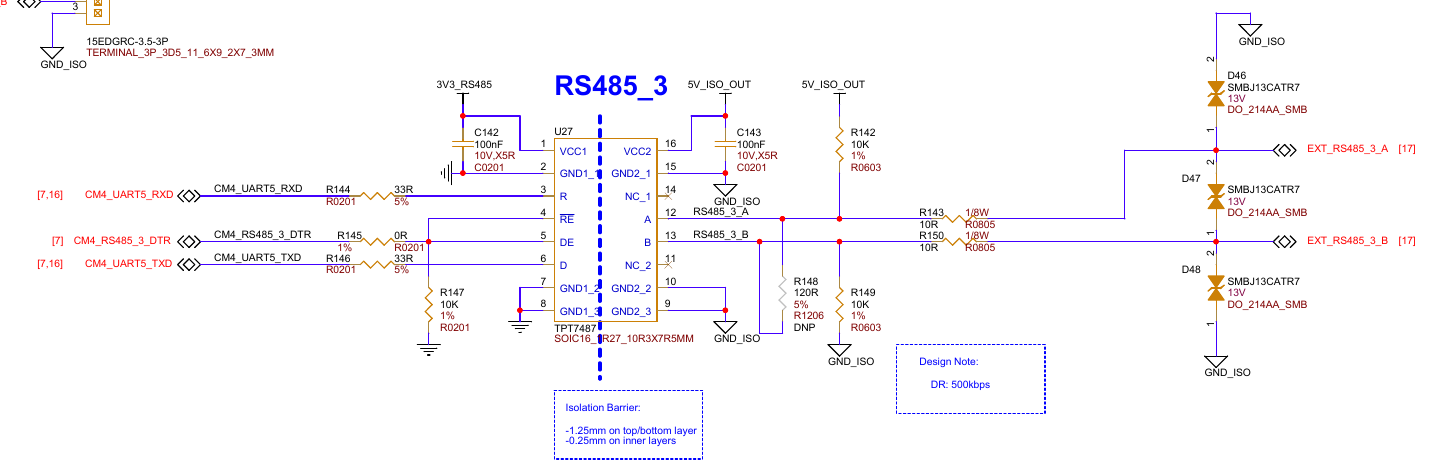 B
3
15EDGRC-3.5-3P
TERMINAL_3P_3D5_11_6X9_2X7_3MM
GND_ISO
RS485_3
3V3_RS485
5V_ISO_OUT
5V_ISO_OUT
GND_ISO
2
D46
SMBJ13CATR7
13V
DO_214AA_SMB
1
C142
100nF
10V,X5R
C0201
U27
C143
100nF
10V,X5R
C0201
R142
10K
1%
R0603
1 VCC1 VCC2 16
2 GND1_1 GND2_1 15
3 R NC_1 14
4 RE A 12
5 DE B 13
6 D NC_2 11
7 GND1_2 GND2_2 10
8 GND1_3 GND2_3 9
TPT7487
GND_ISO
EXT_RS485_3_A [17]
2
D47
SMBJ13CATR7
13V
DO_214AA_SMB
1
[7,16] CM4_UART5_RXD CM4_UART5_RXD
R144 33R
R0201 5%
RS485_3_A
R143 1/8W
10R R0805
[7] CM4_RS485_3_DTR CM4_RS485_3_DTR
R145 0R
1% R0201
RS485_3_B
R150 1/8W
10R R0805
EXT_RS485_3_B [17]
[7,16] CM4_UART5_TXD CM4_UART5_TXD
R146 33R
R0201 5%
2
D48
SMBJ13CATR7
13V
DO_214AA_SMB
1
GND_ISO
R147
10K
1%
R0201
R148
120R
5%
R1206
DNP
R149
10K
1%
R0603
GND_ISO
GND_ISO
Design Note:
DR: 500kbps
Isolation Barrier:
-1.25mm on top/bottom layer
-0.25mm on inner layers